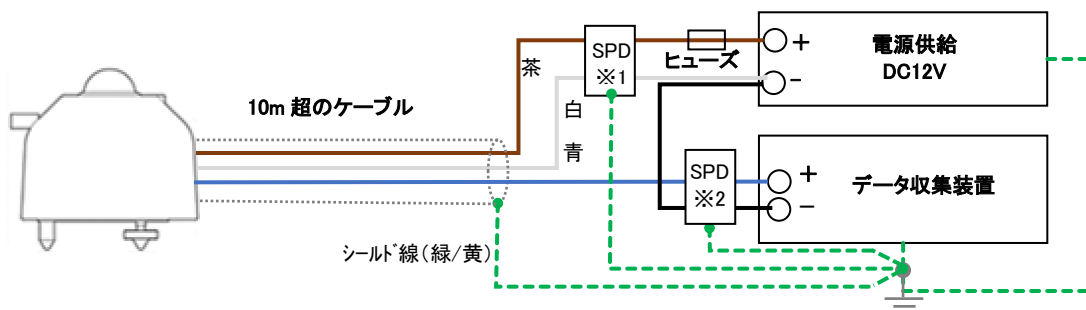 10m 超のケーブル
茶
白
青
シールド線(緑/黄)
SPD
※1
ヒューズ
+
-
電源供給
DC12V
SPD
※2
+
-
データ収集装置